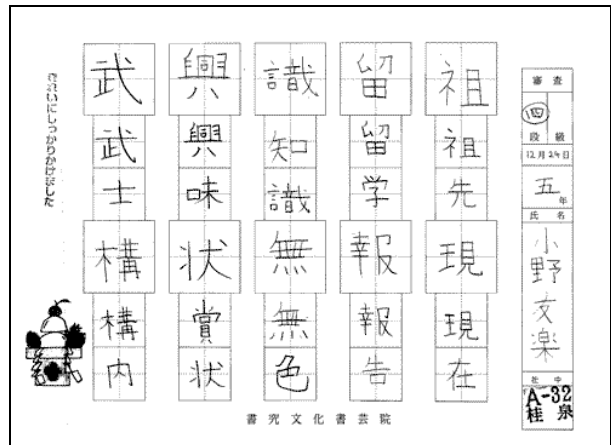 審査
四
段級
12月24日
五年
氏名
小野友楽
社中
A-32
桂泉
祖
祖先
現
現在
留
留学
報
報告
識
知識
無
無色
興
興味
状
賞状
武
武士
構
構内
きれいにしっかりかけました
書究文化書芸院